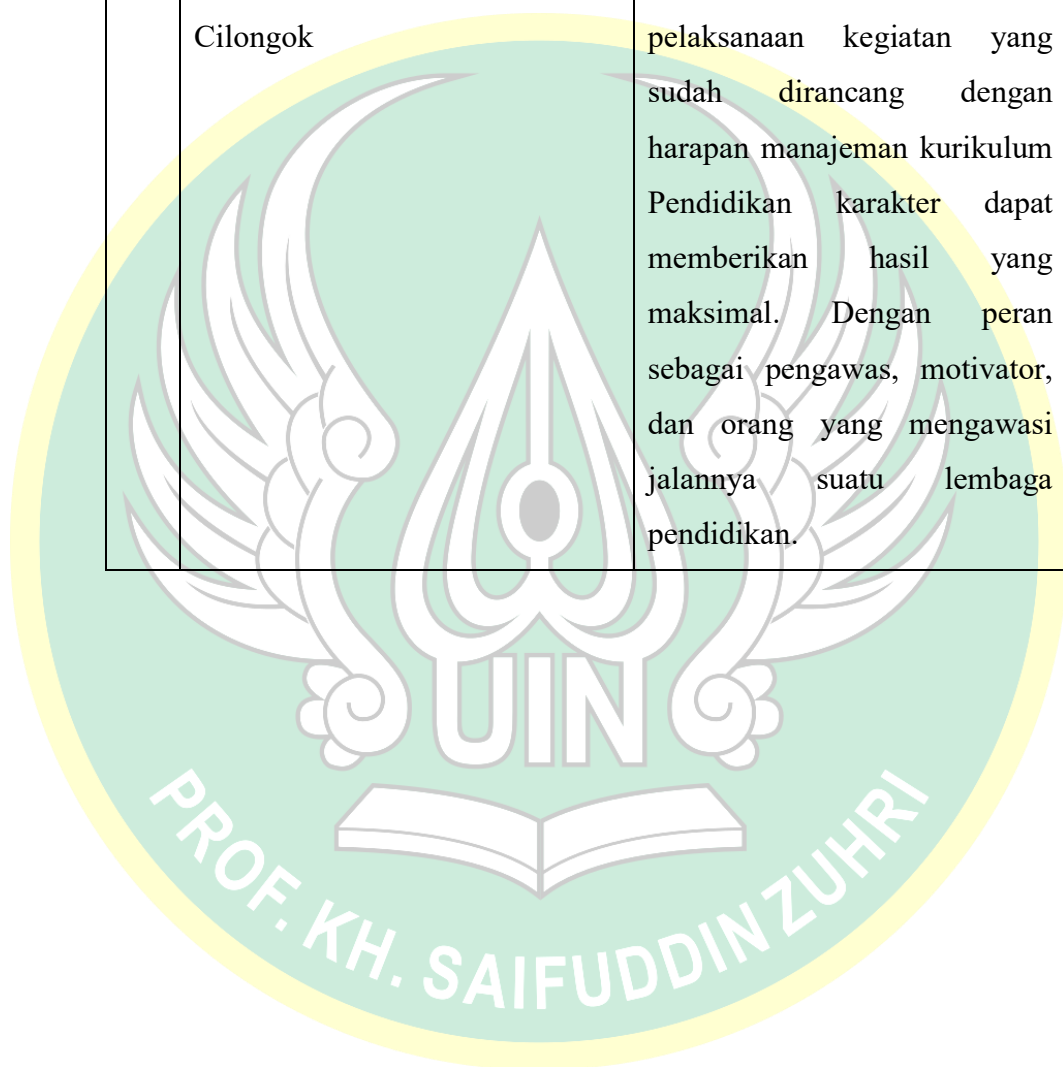 Cilongok
pelaksanaan kegiatan yang
sudah dirancang dengan
harapan manajeman kurikulum
Pendidikan karakter dapat
memberikan hasil yang
maksimal. Dengan peran
sebagai pengawas, motivator,
dan orang yang mengawasi
jalannya suatu lembaga
pendidikan.
UIN
PROF. KH. SAIFUDDIN ZUHRI